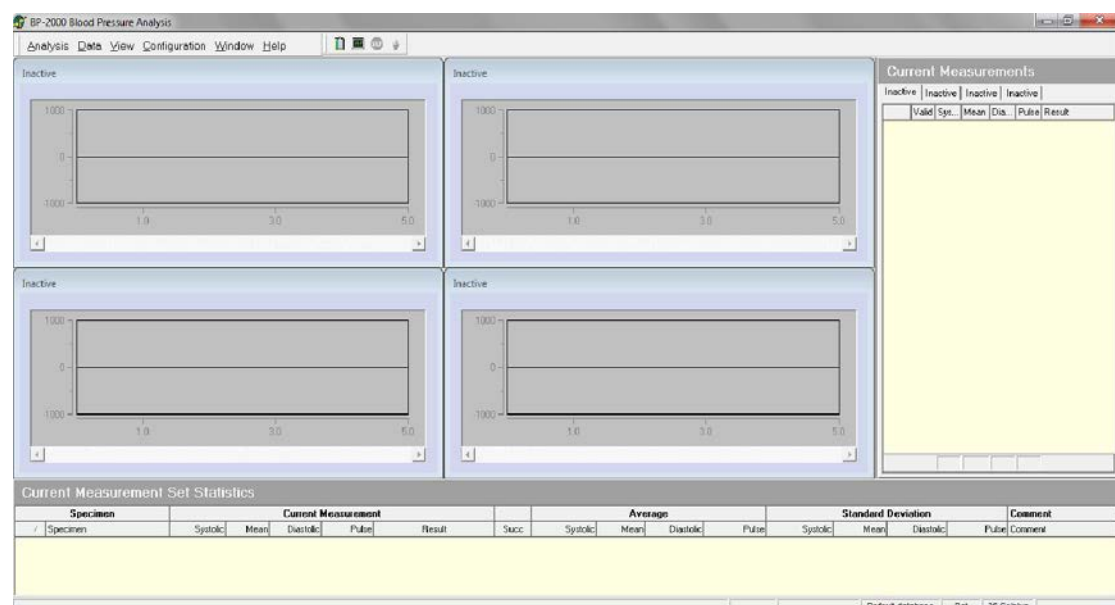 BP-2000 Blood Pressure Analysis
Analysis Data View Configuration Window Help
Inactive
1000
0
-1000
1.0 3.0 5.0
Inactive
1000
0
-1000
1.0 3.0 5.0
Inactive
1000
0
-1000
1.0 3.0 5.0
Inactive
1000
0
-1000
1.0 3.0 5.0
Current Measurements
Inactive Inactive Inactive Inactive
Valid Sys... Mean Dia... Pulse Result
Current Measurement Set Statistics
Specimen Current Measurement Average Standard Deviation Comment
/ Specimen Systolic Mean Diastolic Pulse Result Succ Systolic Mean Diastolic Pulse Systolic Mean Diastolic Pulse Comment
Default database